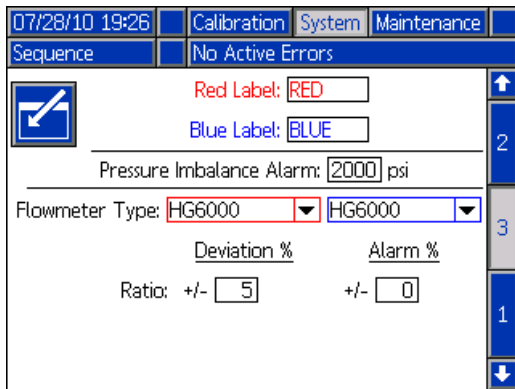 07/28/10 19:26 Calibration System Maintenance
Sequence No Active Errors
Red Label: RED
Blue Label: BLUE
2
Pressure Imbalance Alarm: 2000 psi
Flowmeter Type: HG6000 HG6000
3
Deviation % Alarm %
Ratio: +/- 5 +/- 0
1